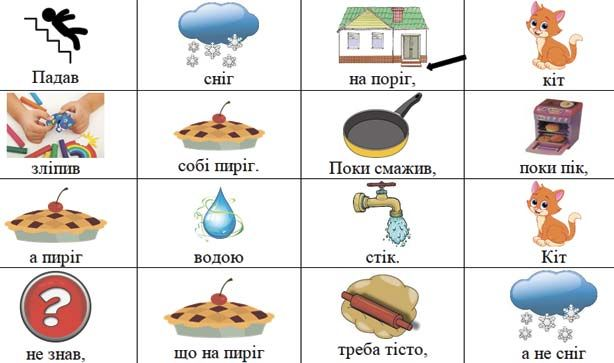 Падав
сніг
на поріг,
кіт
зліпив
собі пиріг.
Поки смажив,
поки пік,
а пиріг
водою
стік.
Кіт
не знав,
що на пиріг
треба тісто,
а не сніг